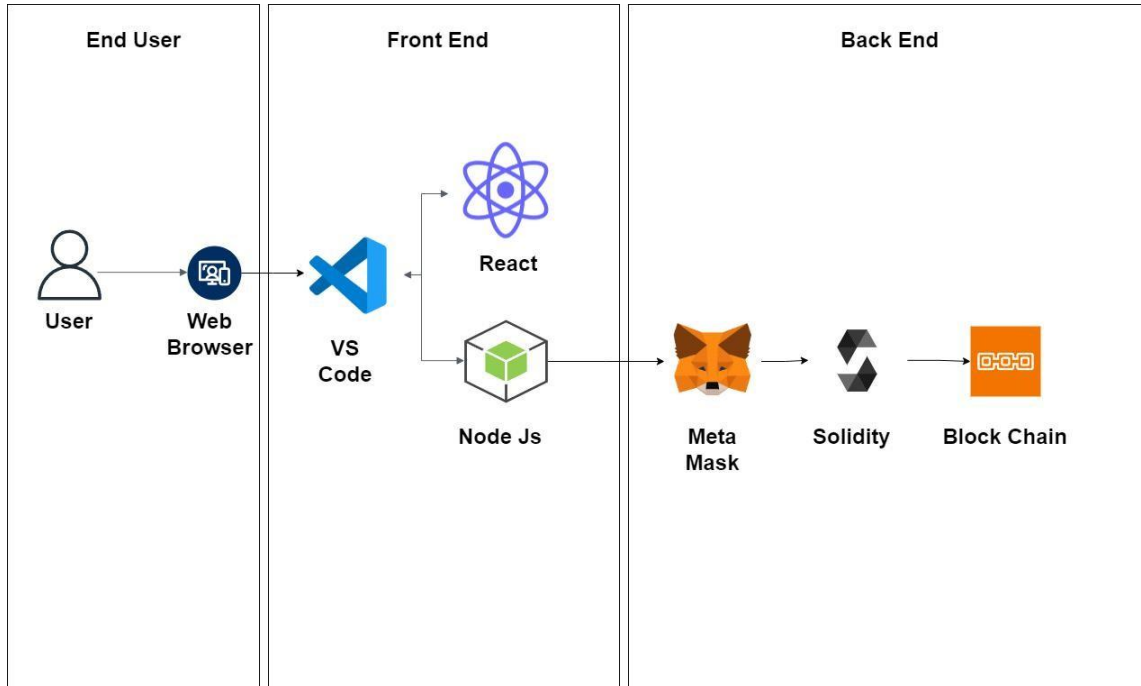 End User
Front End
Back End
React
User
Web
Browser
VS
Code
Node Js
Meta
Mask
Solidity
Block Chain